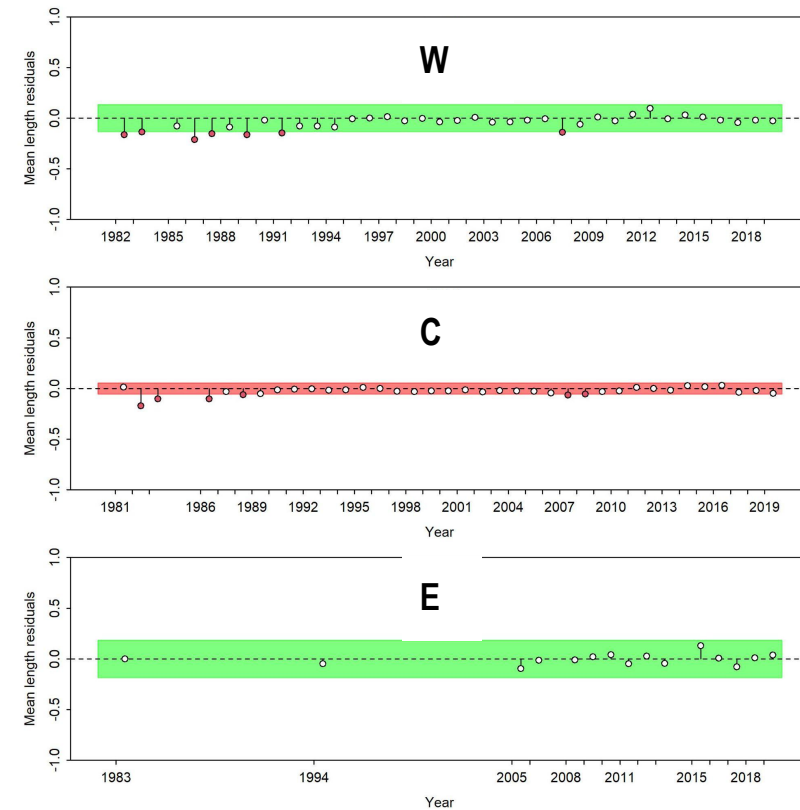 W
Mean length residuals
1.0
0.5
0.0
-0.5
-1.0
1982 1985 1988 1991 1994 1997 2000 2003 2006 2009 2012 2015 2018
Year
C
Mean length residuals
1.0
0.5
0.0
-0.5
-1.0
1981 1986 1989 1992 1995 1998 2001 2004 2007 2010 2013 2016 2019
Year
E
Mean length residuals
1.0
0.5
0.0
-0.5
-1.0
1983 1994 2005 2008 2011 2015 2018
Year